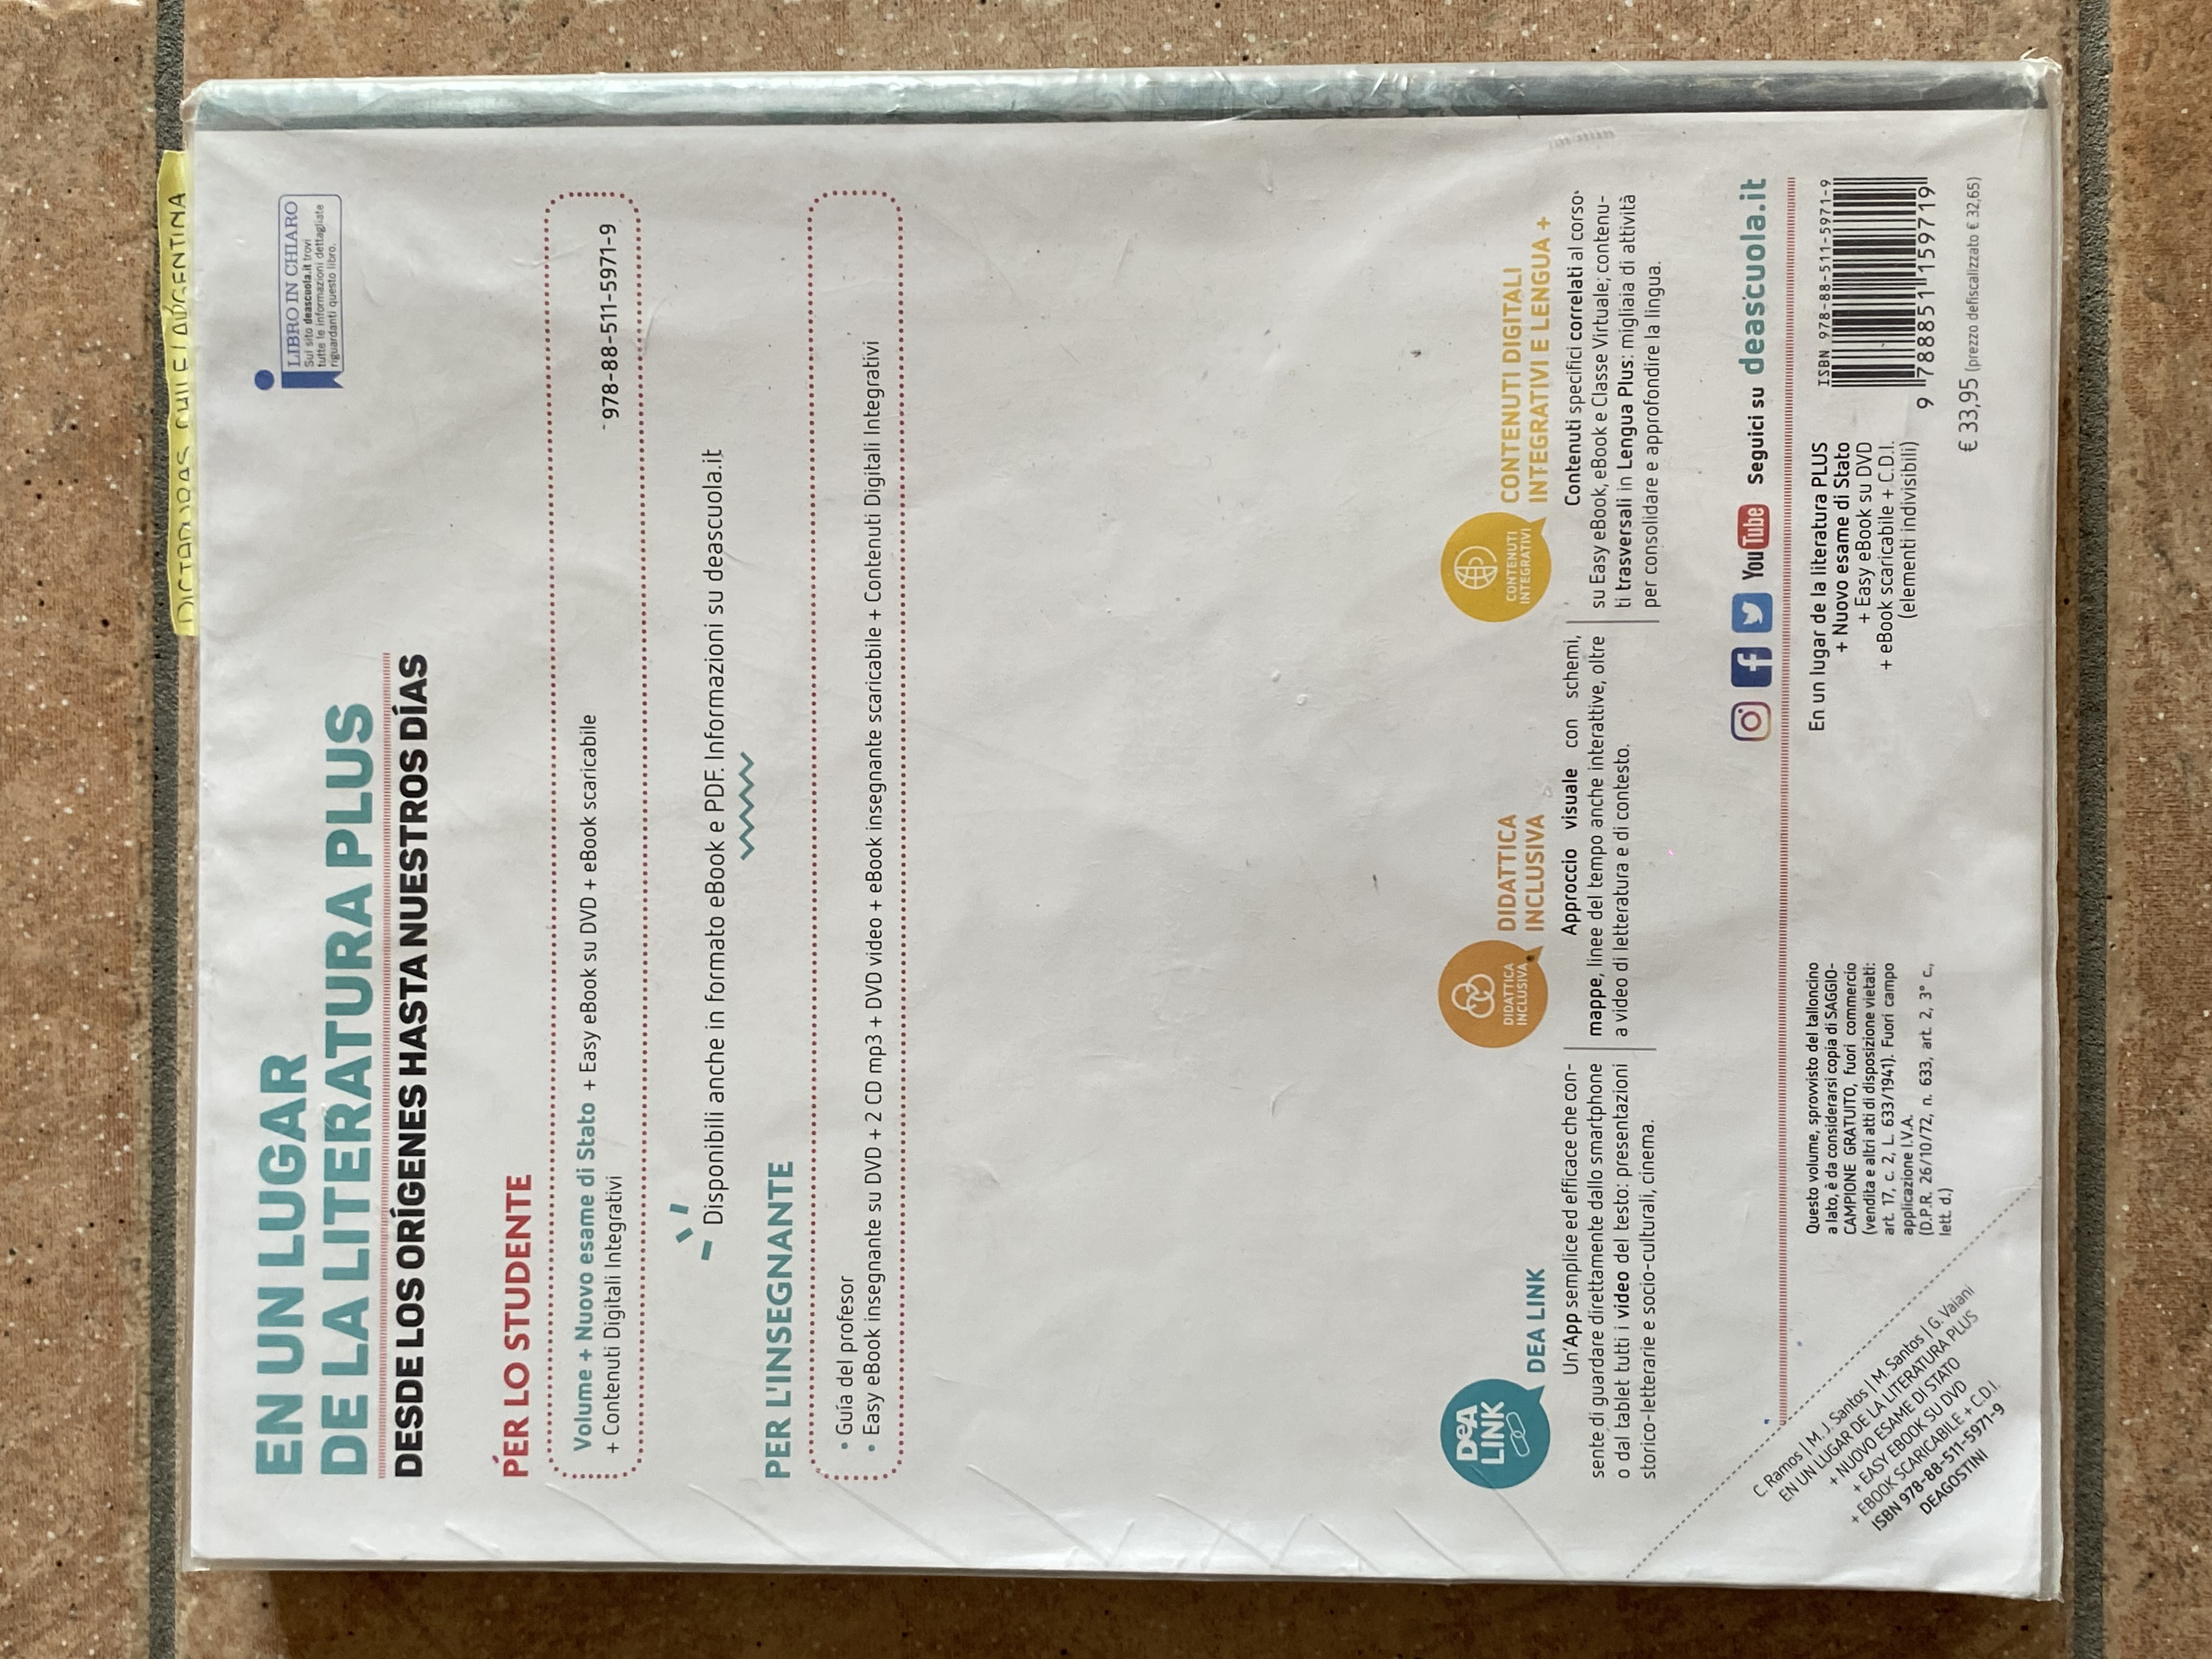 DICTADURAS CHILE/ARGENTINA
LIBRO IN CHIARO
Sul sito deascuola.it trovi
tutte le informazioni dettagliate
riguardanti questo libro.
EN UN LUGAR
DE LA LITERATURA PLUS
DESDE LOS ORÍGENES HASTA NUESTROS DÍAS
PER LO STUDENTE
Volume + Nuovo esame di Stato + Easy eBook su DVD + eBook scaricabile
+ Contenuti Digitali Integrativi
978-88-511-5971-9
Disponibili anche in formato eBook e PDF. Informazioni su deascuola.it
PER L'INSEGNANTE
• Guía del profesor
• Easy eBook insegnante su DVD + 2 CD mp3 + DVD video + eBook insegnante scaricabile + Contenuti Digitali Integrativi
DeA
LINK
DEA LINK
Un'App semplice ed efficace che con-
sente di guardare direttamente dallo smartphone
o dal tablet tutti i video del testo: presentazioni
storico-letterarie e socio-culturali, cinema.
DIDATTICA
INCLUSIVA
DIDATTICA
INCLUSIVA
Approccio visuale con schemi,
mappe, linee del tempo anche interattive, oltre
a video di letteratura e di contesto.
CONTENUTI
INTEGRATIVI
CONTENUTI DIGITALI
INTEGRATIVI E LENGUA +
Contenuti specifici correlati al corso
su Easy eBook, eBook e Classe Virtuale; contenu-
ti trasversali in Lengua Plus: migliaia di attività
per consolidare e approfondire la lingua.
f
YouTube
Seguici su deascuola.it
C. Ramos | M. J. Santos | M. Santos | G. Vaiani
EN UN LUGAR DE LA LITERATURA PLUS
+ NUOVO ESAME DI STATO
+ EASY EBOOK SU DVD
+ EBOOK SCARICABILE + C.D.I.
ISBN 978-88-511-5971-9
DEAGOSTINI
Questo volume, sprovvisto del talloncino
a lato, è da considerarsi copia di SAGGIO-
CAMPIONE GRATUITO, fuori commercio
(vendita e altri atti di disposizione vietati:
art. 17, c. 2, L. 633/1941). Fuori campo
applicazione I.V.A.
(D.P.R. 26/10/72, n. 633, art. 2, 3° c.,
lett. d.)
En un lugar de la literatura PLUS
+ Nuovo esame di Stato
+ Easy eBook su DVD
+ eBook scaricabile + C.D.I.
(elementi indivisibili)
ISBN 978-88-511-5971-9
9 788851 159719
€ 33,95 (prezzo defiscalizzato € 32,65)